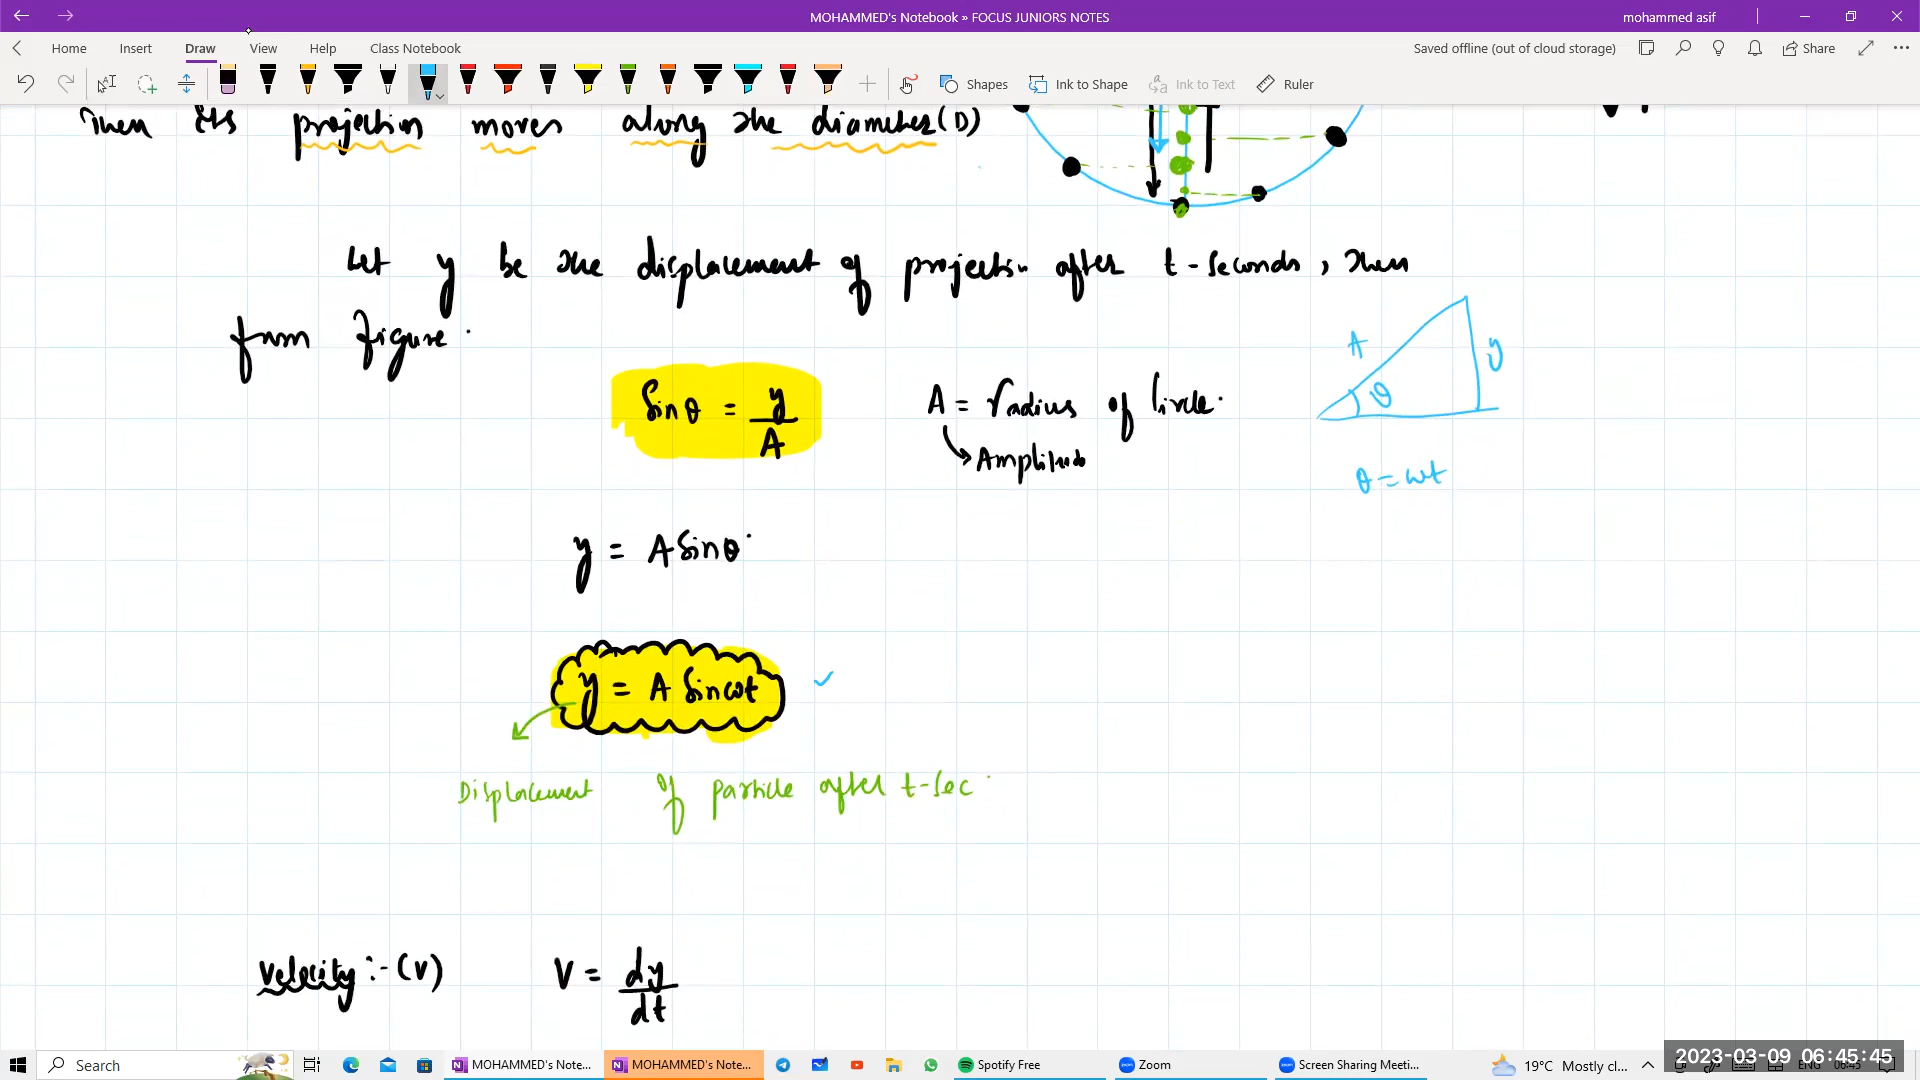 MOHAMMED's Notebook » FOCUS JUNIORS NOTES
mohammed asif
Home Insert Draw View Help Class Notebook
Saved offline (out of cloud storage)
Share
Shapes Ink to Shape Ink to Text Ruler
Then its projection moves along the diameter (D)
Let y be the displacement of projection after t-seconds, then
from figure.
A
y
θ
Sinθ = y/A
A = radius of Circle.
Amplitude
θ = ωt
y = A Sinθ
y = A Sinωt
Displacement of particle after t-sec
Velocity :- (V) V = dy/dt
Search
MOHAMMED's Note...
MOHAMMED's Note...
Spotify Free
Zoom
Screen Sharing Meeti...
19°C Mostly cl...
2023-03-09 06:45:45